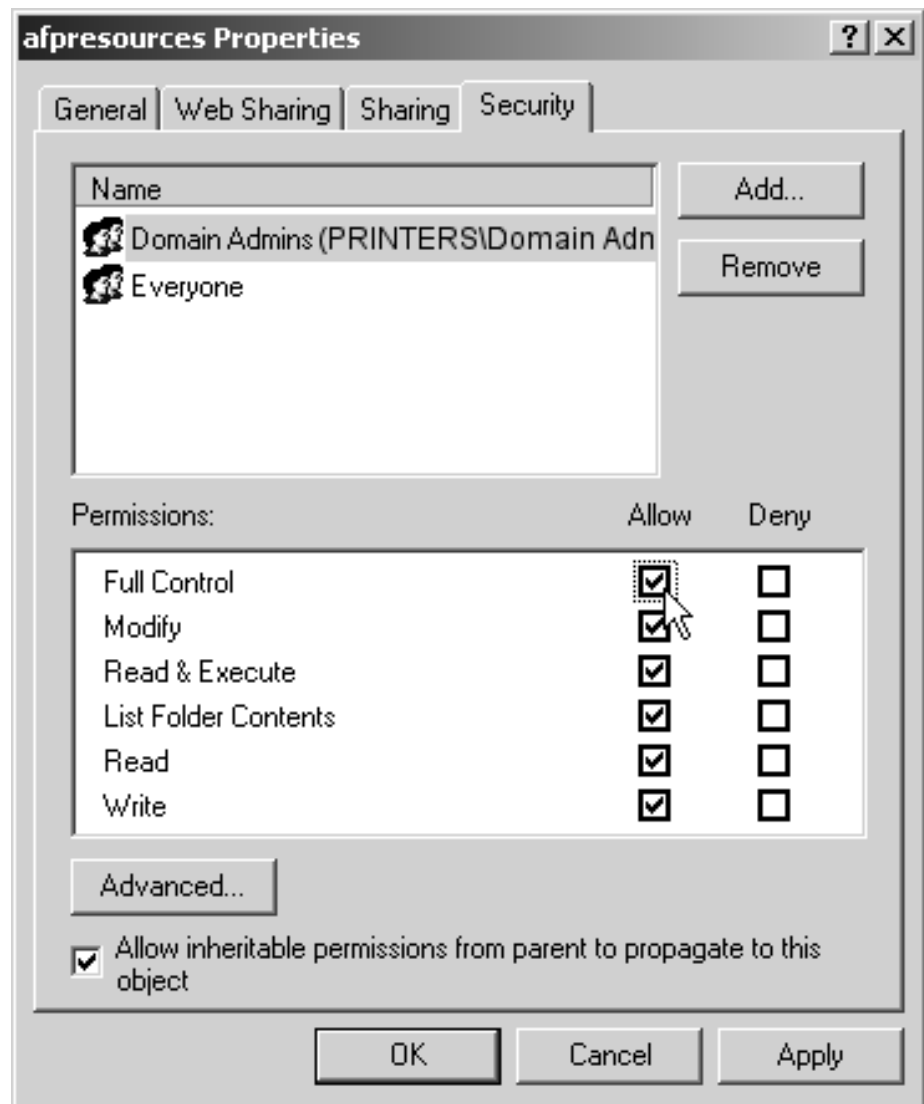 afpresources Properties
General Web Sharing Sharing Security
Name
Add...
Domain Admins (PRINTERS\Domain Adn
Everyone
Remove
Permissions: Allow Deny
Full Control
Modify
Read & Execute
List Folder Contents
Read
Write
Advanced...
Allow inheritable permissions from parent to propagate to this
object
OK Cancel Apply